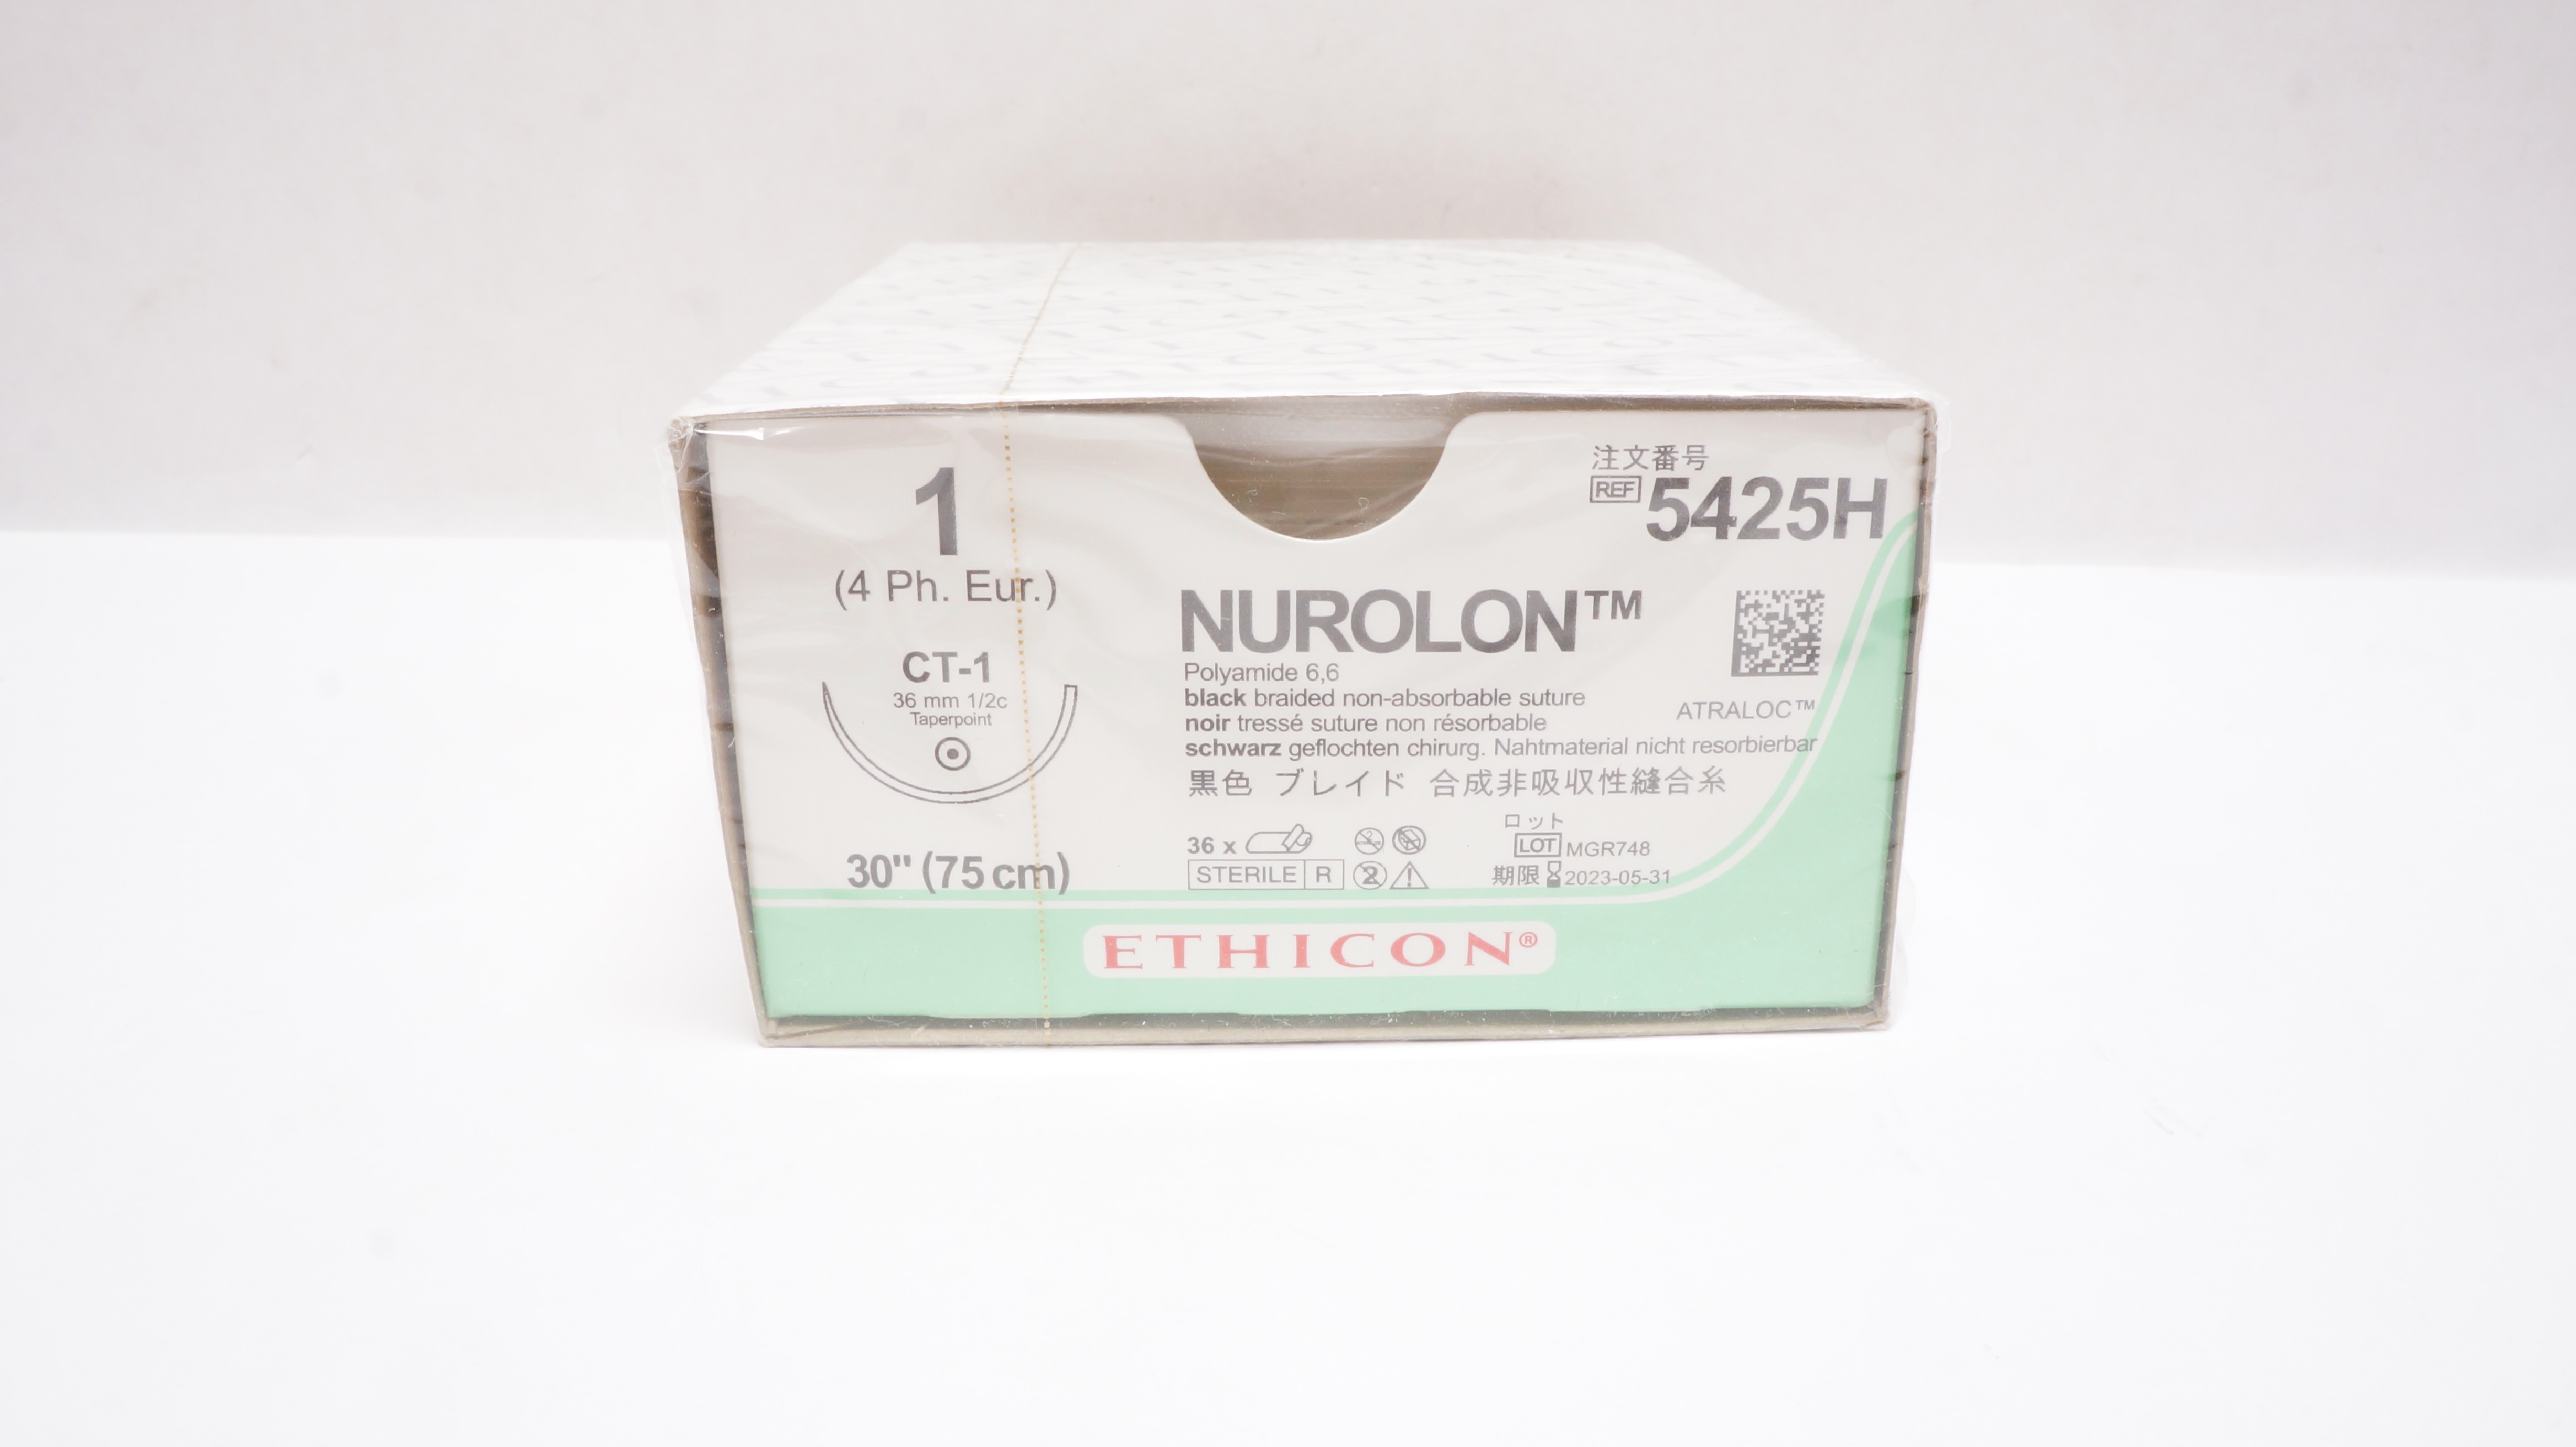 1
(4 Ph. Eur.)
CT-1
36 mm 1/2c
Taperpoint
30" (75 cm)
注文番号
REF 5425H
NUROLON™
Polyamide 6,6
black braided non-absorbable suture
noir tressé suture non résorbable
schwarz geflochten chirurg. Nahtmaterial nicht resorbierbar
黒色 ブレイド 合成非吸収性縫合糸
ATRALOC™
36 x
STERILE R
2
ロット
LOT MGR748
期限 2023-05-31
ETHICON®